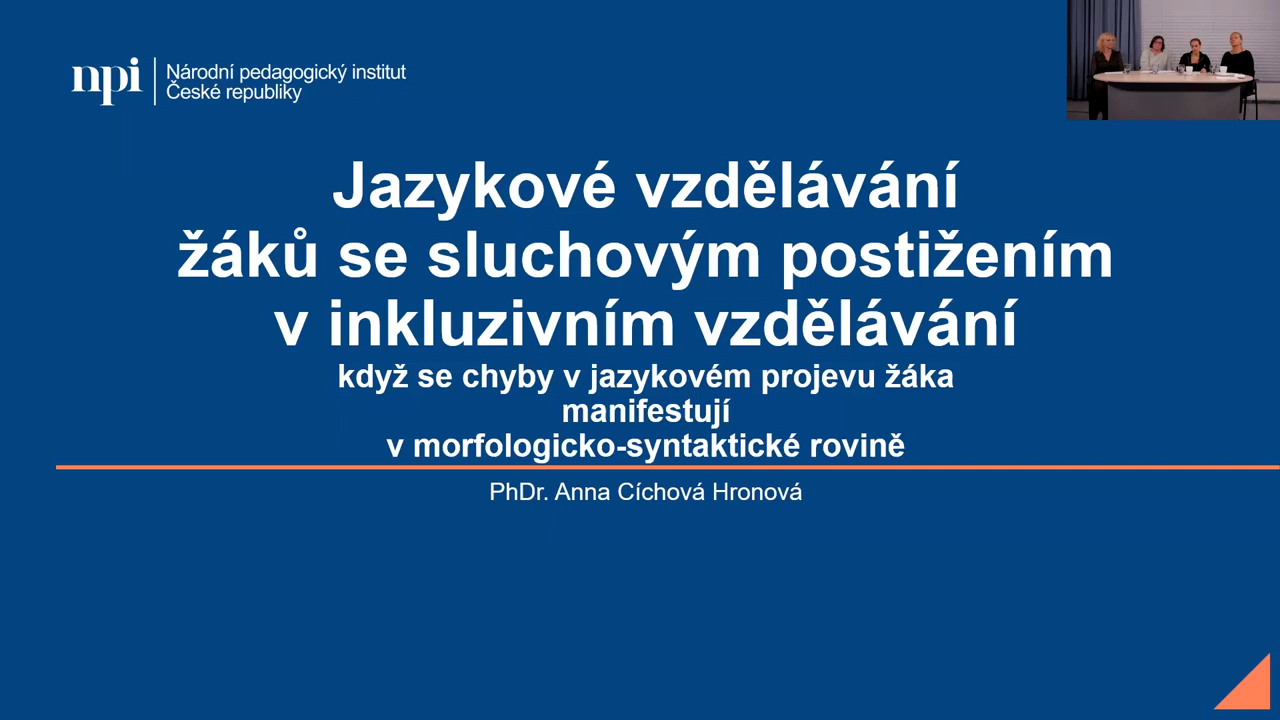 npi
Národní pedagogický institut
České republiky
Jazykové vzdělávání
žáků se sluchovým postižením
v inkluzivním vzdělávání
když se chyby v jazykovém projevu žáka
manifestují
v morfologicko-syntaktické rovině
PhDr. Anna Cíchová Hronová